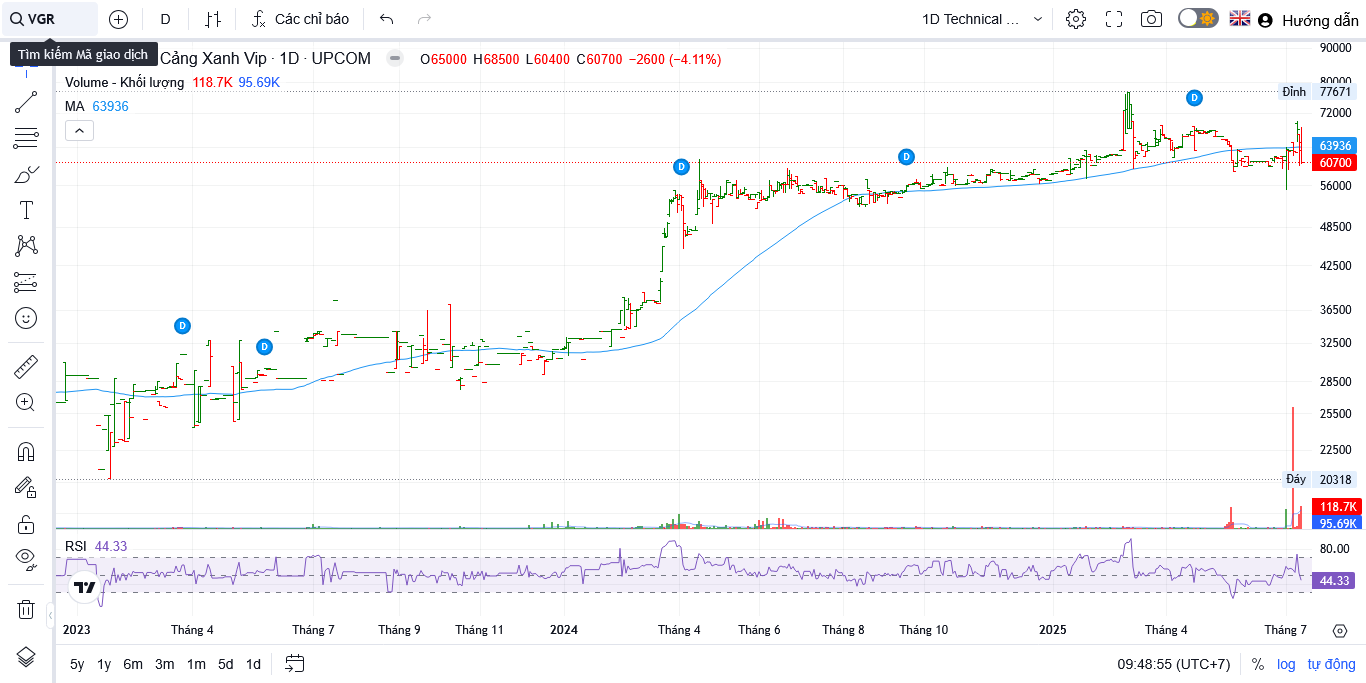 VGR
D
Các chỉ báo
1D Technical ...
Hướng dẫn
Tìm kiếm Mã giao dịch
Cảng Xanh Vip · 1D · UPCOM
O65000 H68500 L60400 C60700 −2600 (−4.11%)
Volume - Khối lượng 118.7K 95.69K
MA 63936
90000
80000
Đỉnh 77671
72000
63936
60700
56000
48500
42500
36500
32500
28500
25500
22500
Đáy 20318
118.7K
95.69K
D
D
D
D
D
RSI 44.33
80.00
44.33
2023 Tháng 4 Tháng 7 Tháng 9 Tháng 11 2024 Tháng 4 Tháng 6 Tháng 8 Tháng 10 2025 Tháng 4 Tháng 7
5y 1y 6m 3m 1m 5d 1d
09:48:55 (UTC+7) % log tự động